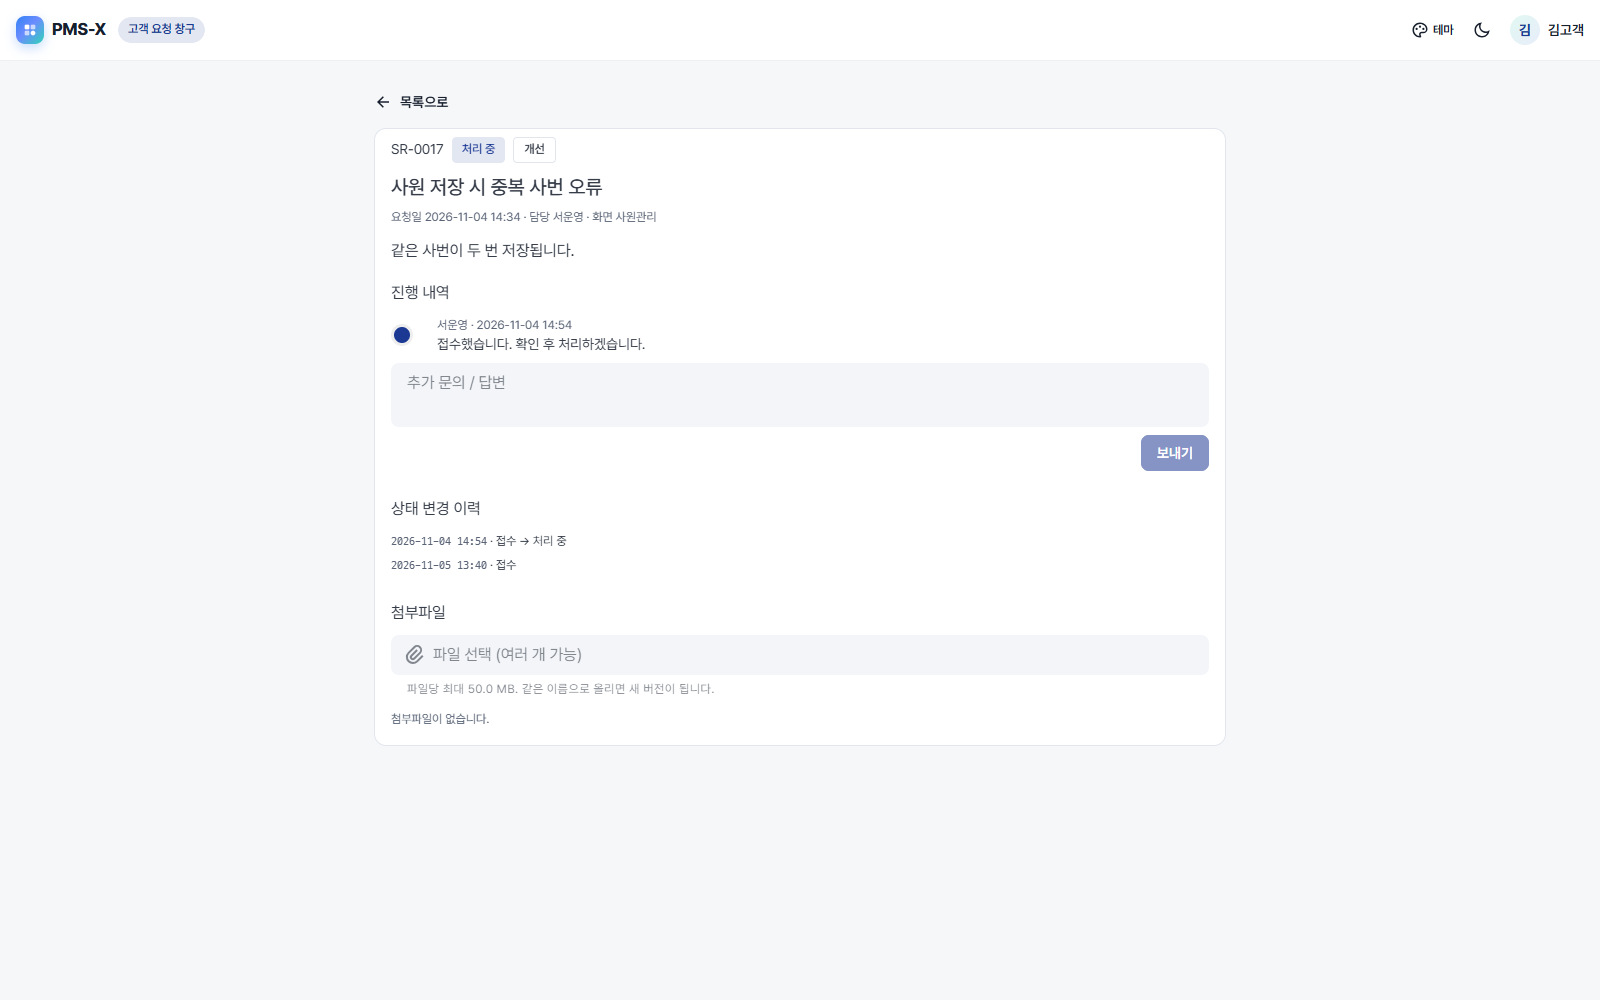 PMS-X 고객 요청 창구 테마 김 김고객
목록으로
SR-0017 처리 중 개선
사원 저장 시 중복 사번 오류
요청일 2026-11-04 14:34 · 담당 서운영 · 화면 사원관리
같은 사번이 두 번 저장됩니다.
진행 내역
서운영 · 2026-11-04 14:54
접수했습니다. 확인 후 처리하겠습니다.
추가 문의 / 답변
보내기
상태 변경 이력
2026-11-04 14:54 · 접수 → 처리 중
2026-11-05 13:40 · 접수
첨부파일
파일 선택 (여러 개 가능)
파일당 최대 50.0 MB. 같은 이름으로 올리면 새 버전이 됩니다.
첨부파일이 없습니다.